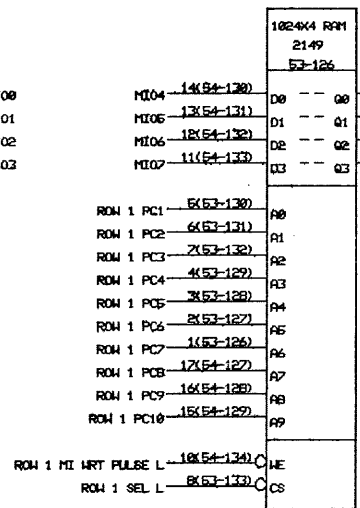 1024X4 RAM
2149
53-126
00
MI04 14(54-130) D0 -- Q0
01
MI05 13(54-131) D1 -- Q1
02
MI06 12(54-132) D2 -- Q2
03
MI07 11(54-133) D3 -- Q3
ROW 1 PC1 5(53-130) A0
ROW 1 PC2 6(53-131) A1
ROW 1 PC3 7(53-132) A2
ROW 1 PC4 4(53-129) A3
ROW 1 PC5 3(53-128) A4
ROW 1 PC6 2(53-127) A5
ROW 1 PC7 1(53-126) A6
ROW 1 PC8 17(54-127) A7
ROW 1 PC9 16(54-128) A8
ROW 1 PC10 15(54-129) A9
ROW 1 MI WRT PULSE L 10(54-134) WE
ROW 1 SEL L 8(53-133) CS